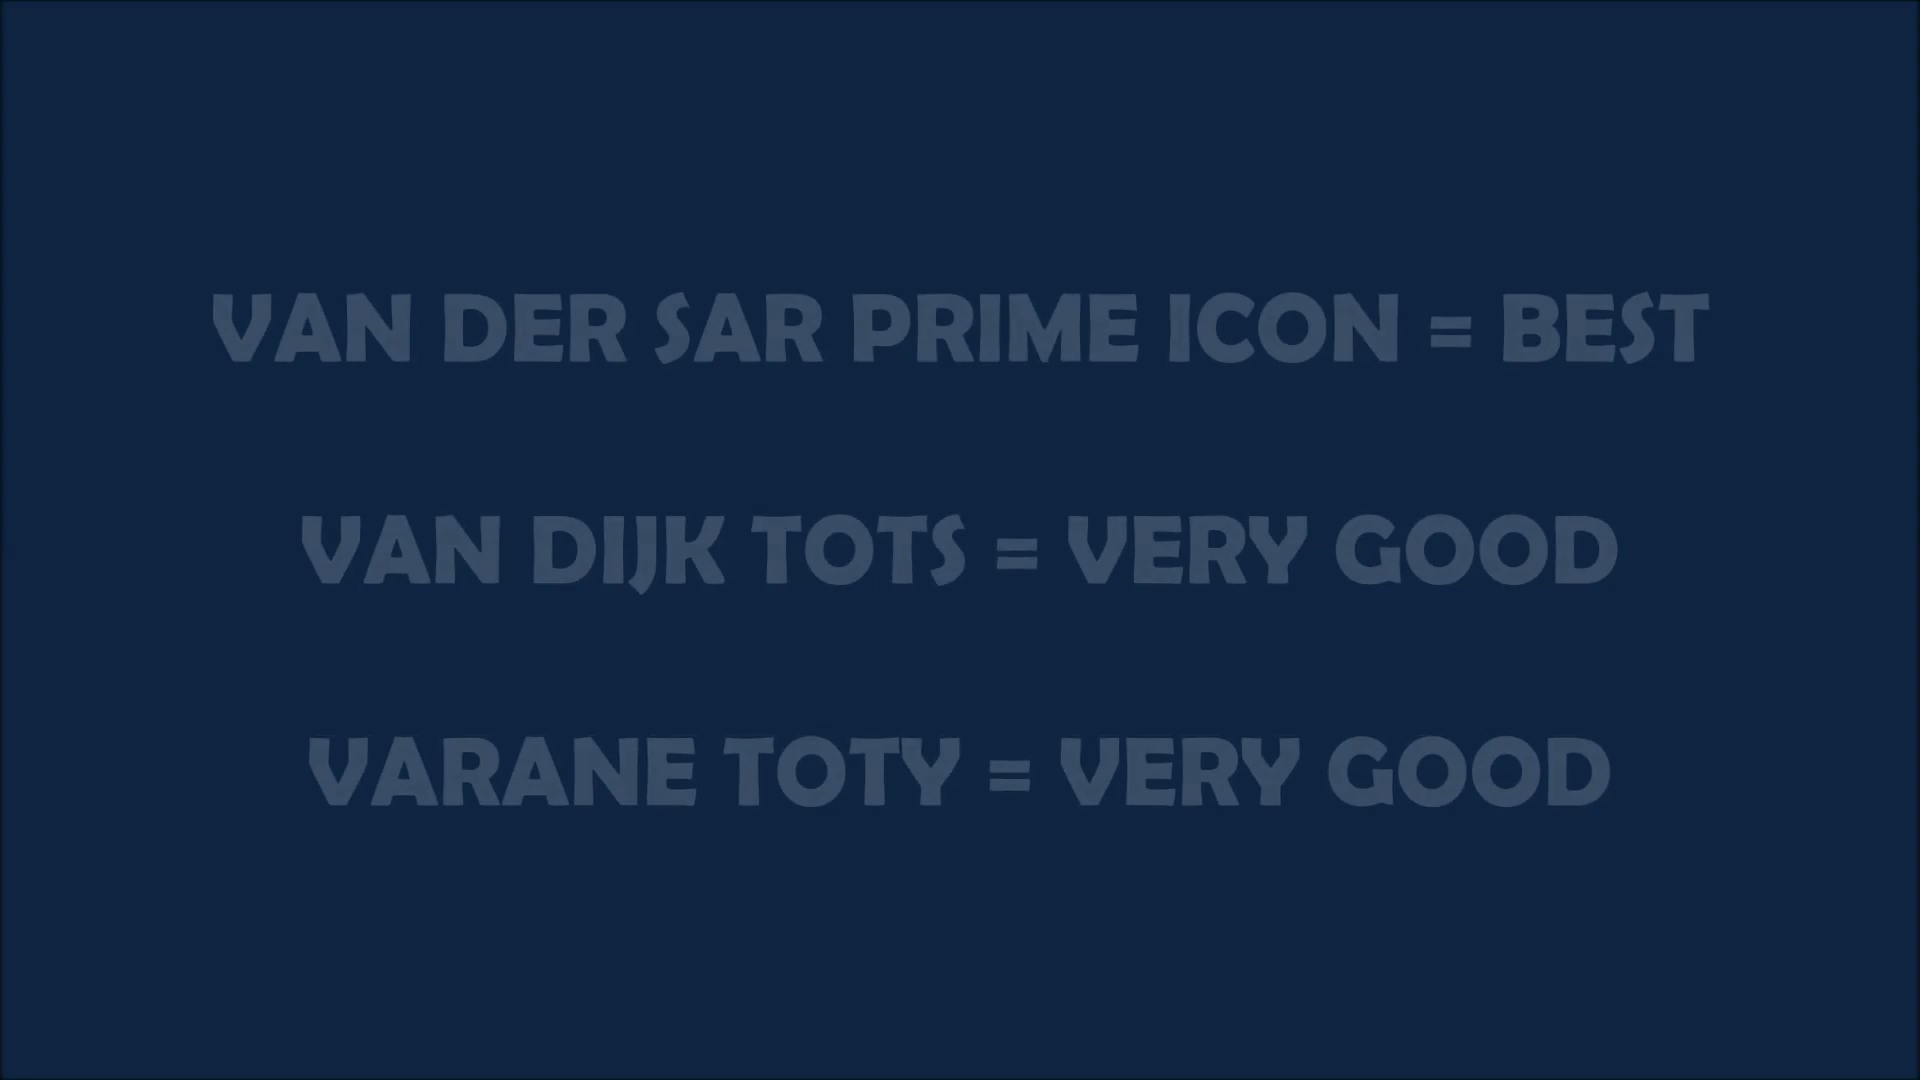 VAN DER SAR PRIME ICON = BEST
VAN DIJK TOTS = VERY GOOD
VARANE TOTY = VERY GOOD